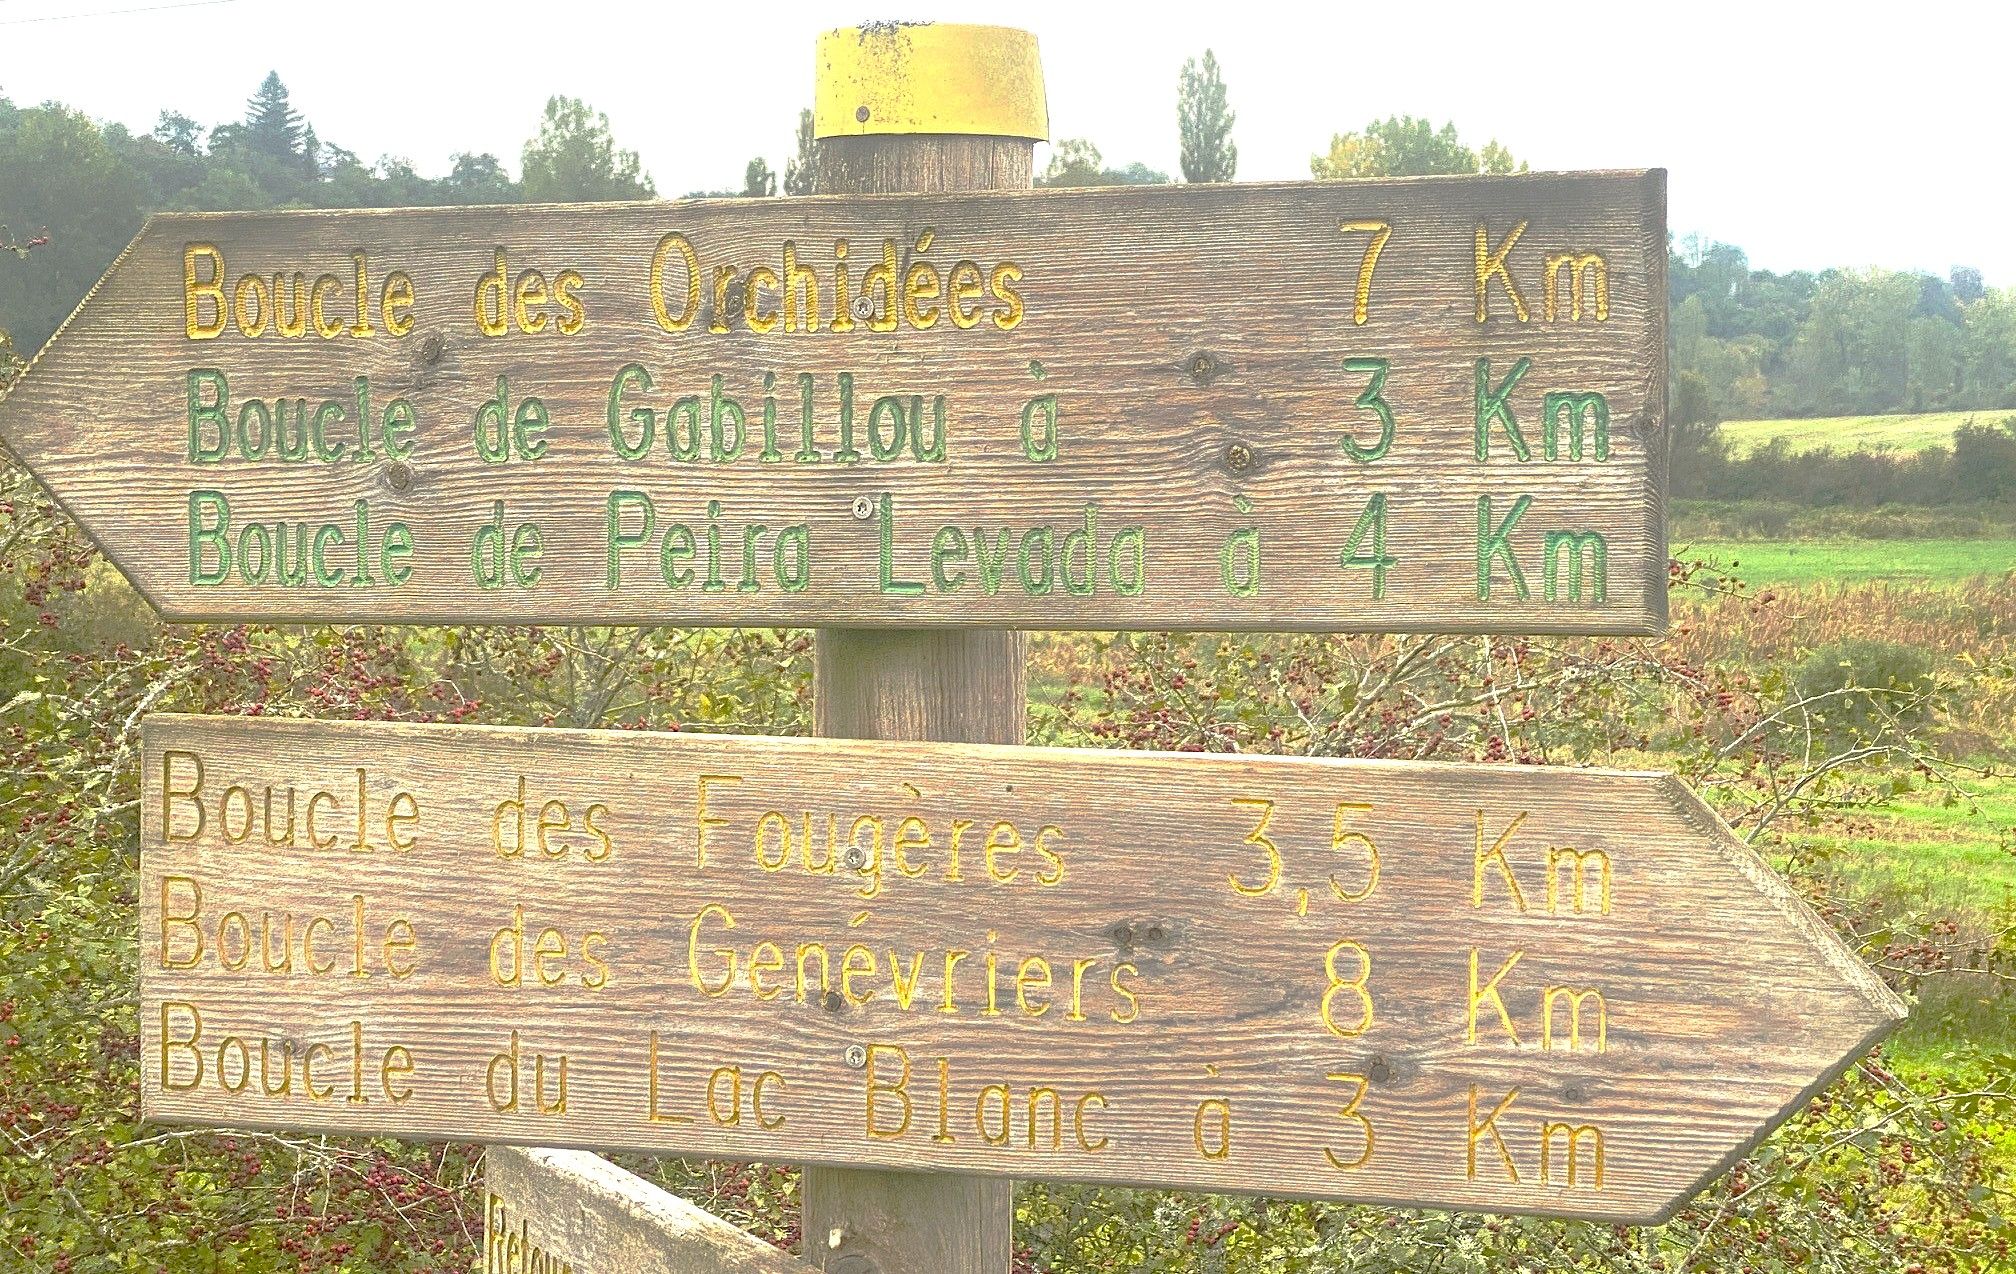 Boucle des Orchidées 7 Km
Boucle de Gabillou à 3 Km
Boucle de Peira Levada à 4 Km
Boucle des Fougères 3,5 Km
Boucle des Genévriers 8 Km
Boucle du Lac Blanc à 3 Km